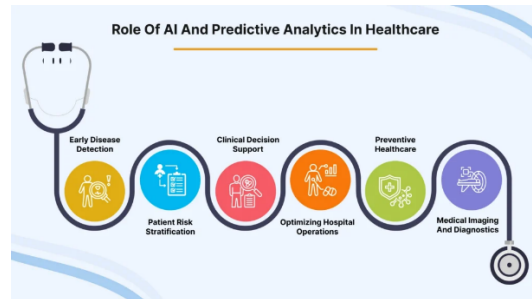 Role Of AI And Predictive Analytics In Healthcare
Early Disease
Detection
Patient Risk
Stratification
Clinical Decision
Support
Optimizing Hospital
Operations
Preventive
Healthcare
Medical Imaging
And Diagnostics